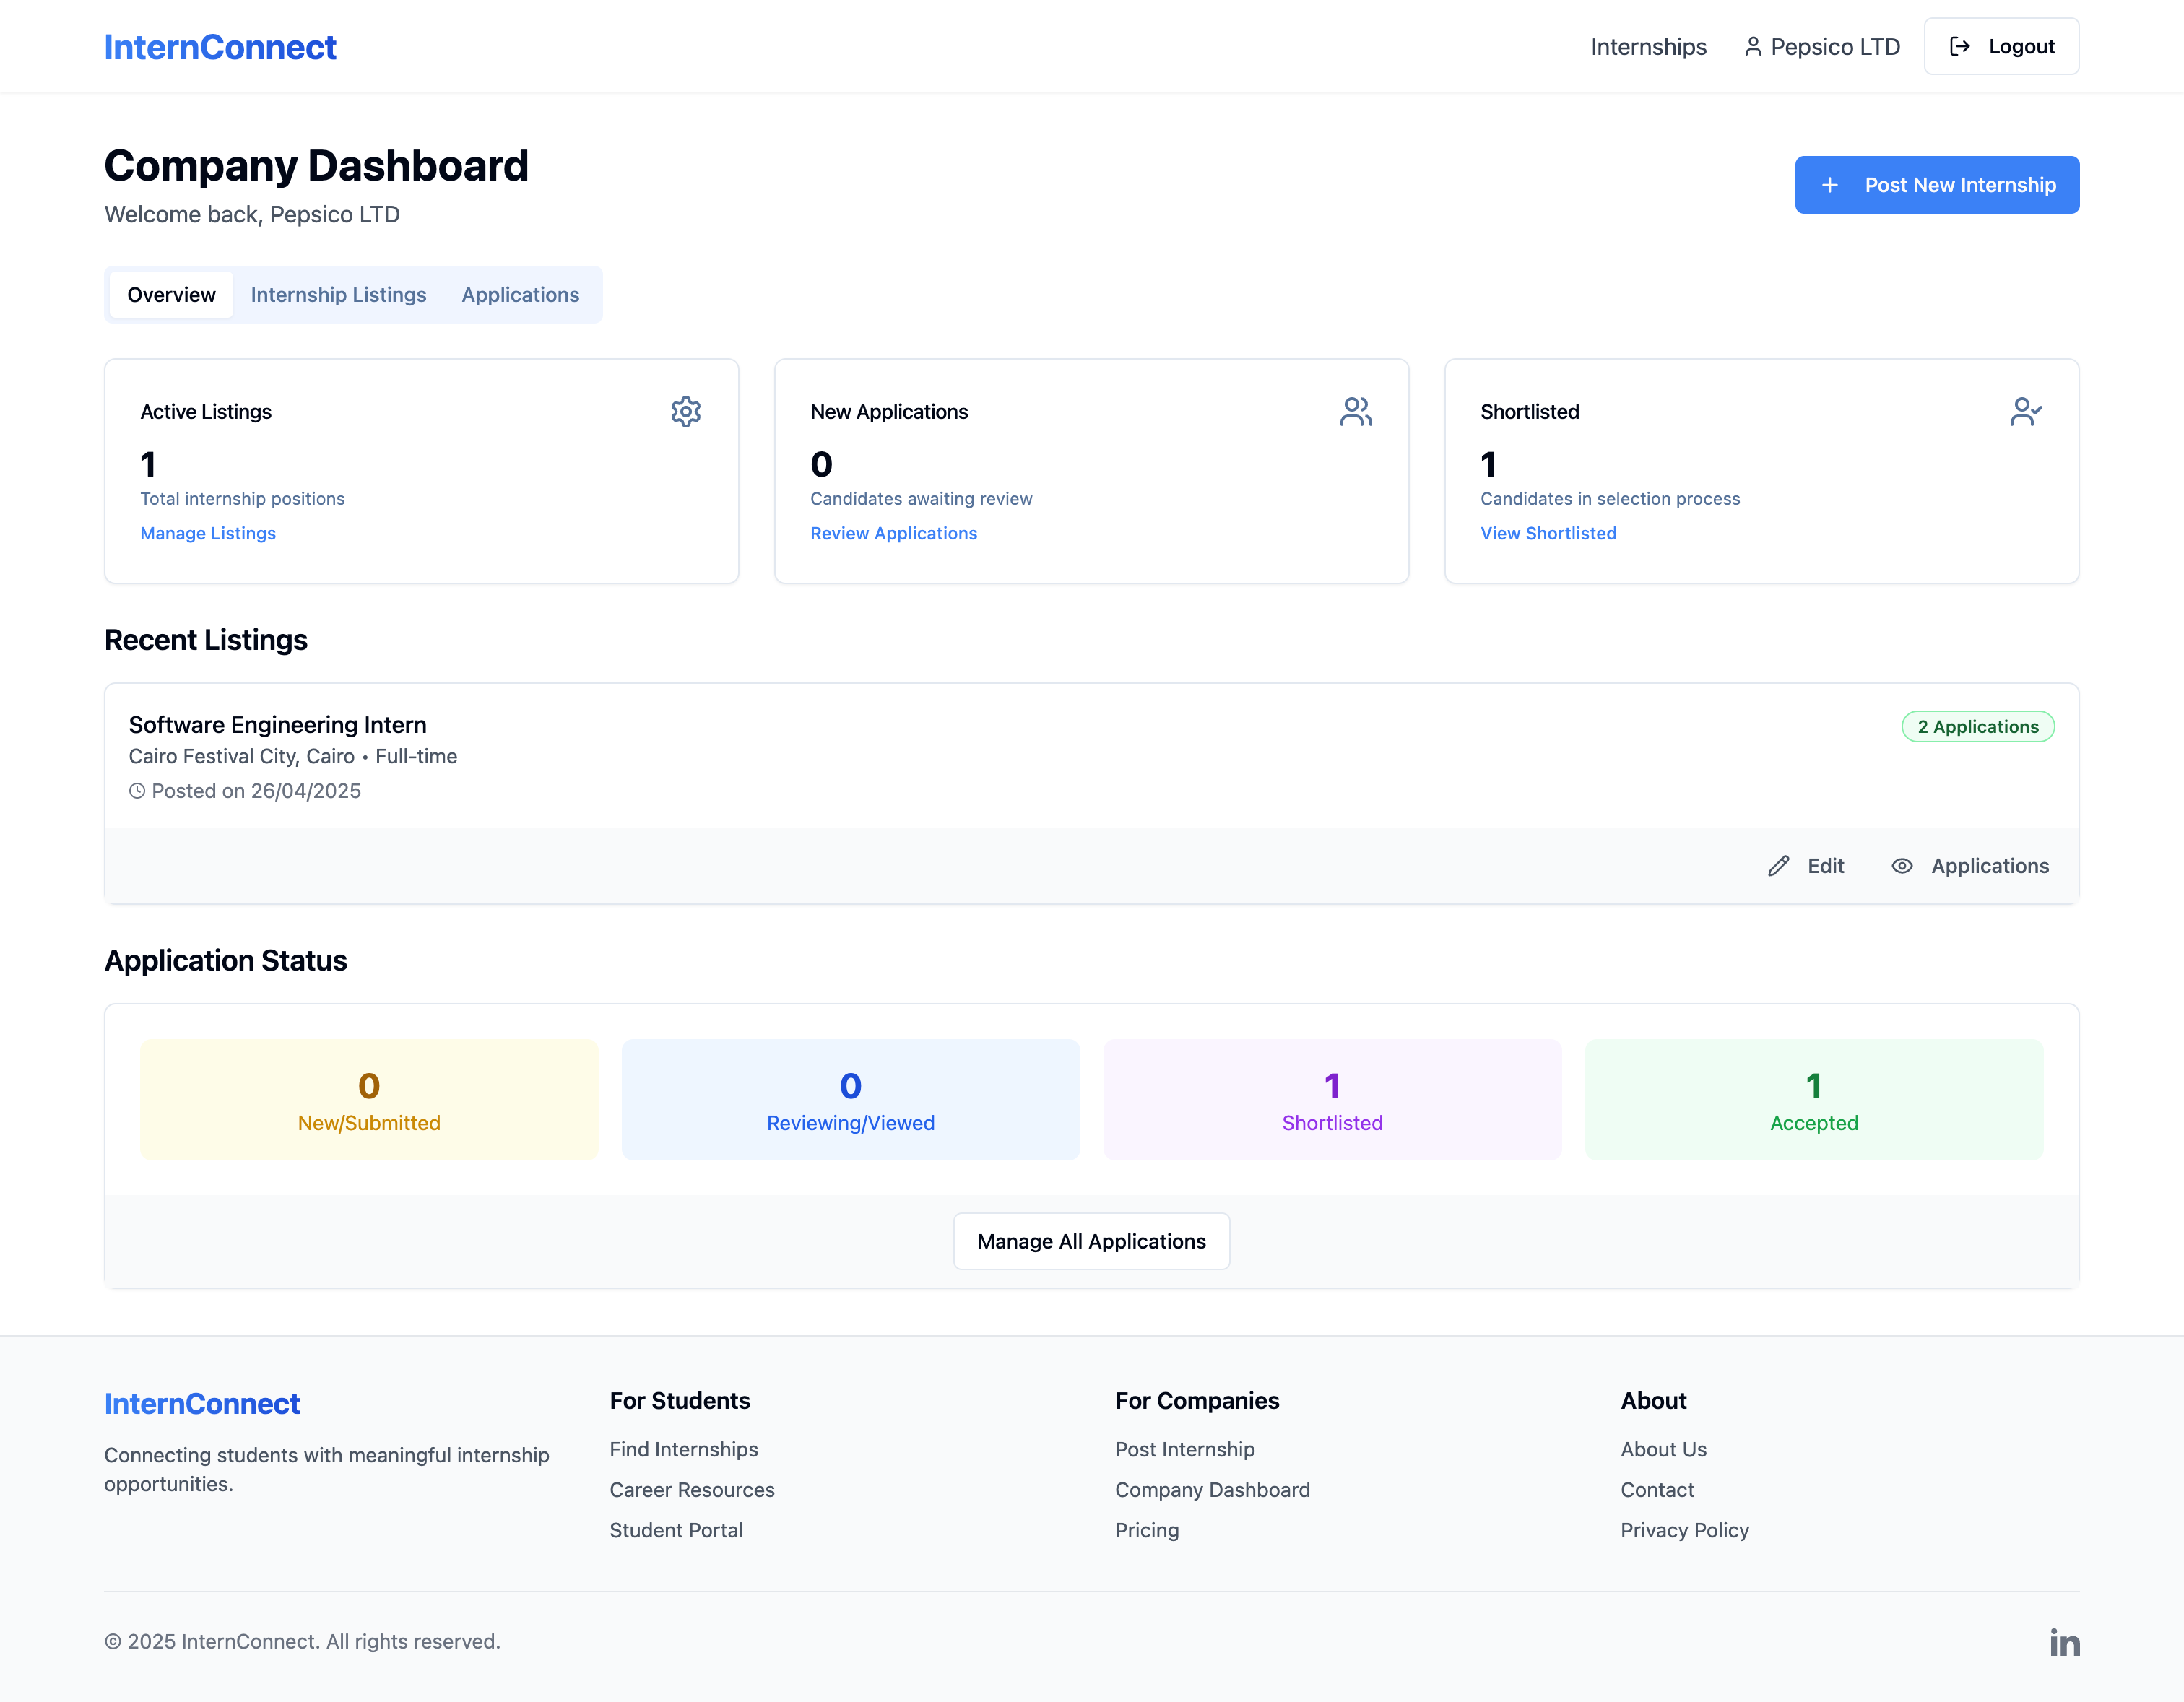 InternConnect
Internships
Pepsico LTD
Logout
Company Dashboard
Welcome back, Pepsico LTD
Post New Internship
Overview
Internship Listings
Applications
Active Listings
1
Total internship positions
Manage Listings
New Applications
0
Candidates awaiting review
Review Applications
Shortlisted
1
Candidates in selection process
View Shortlisted
Recent Listings
Software Engineering Intern
2 Applications
Cairo Festival City, Cairo • Full-time
Posted on 26/04/2025
Edit
Applications
Application Status
0
New/Submitted
0
Reviewing/Viewed
1
Shortlisted
1
Accepted
Manage All Applications
InternConnect
Connecting students with meaningful internship
opportunities.
For Students
Find Internships
Career Resources
Student Portal
For Companies
Post Internship
Company Dashboard
Pricing
About
About Us
Contact
Privacy Policy
© 2025 InternConnect. All rights reserved.
in